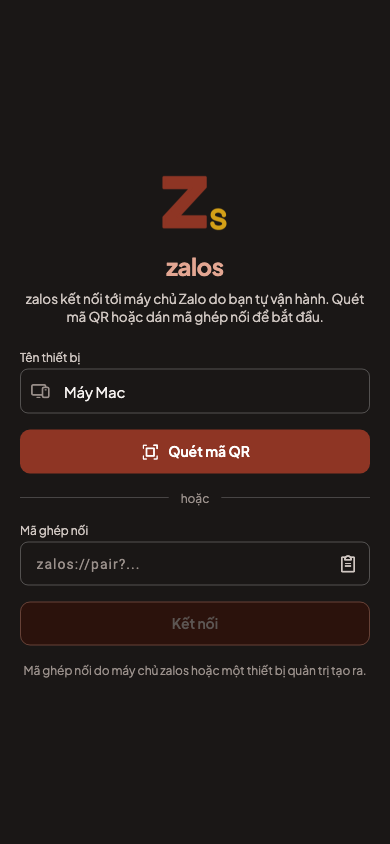 Zs
zalos
zalos kết nối tới máy chủ Zalo do bạn tự vận hành. Quét
mã QR hoặc dán mã ghép nối để bắt đầu.
Tên thiết bị
Máy Mac
Quét mã QR
hoặc
Mã ghép nối
zalos://pair?...
Kết nối
Mã ghép nối do máy chủ zalos hoặc một thiết bị quản trị tạo ra.